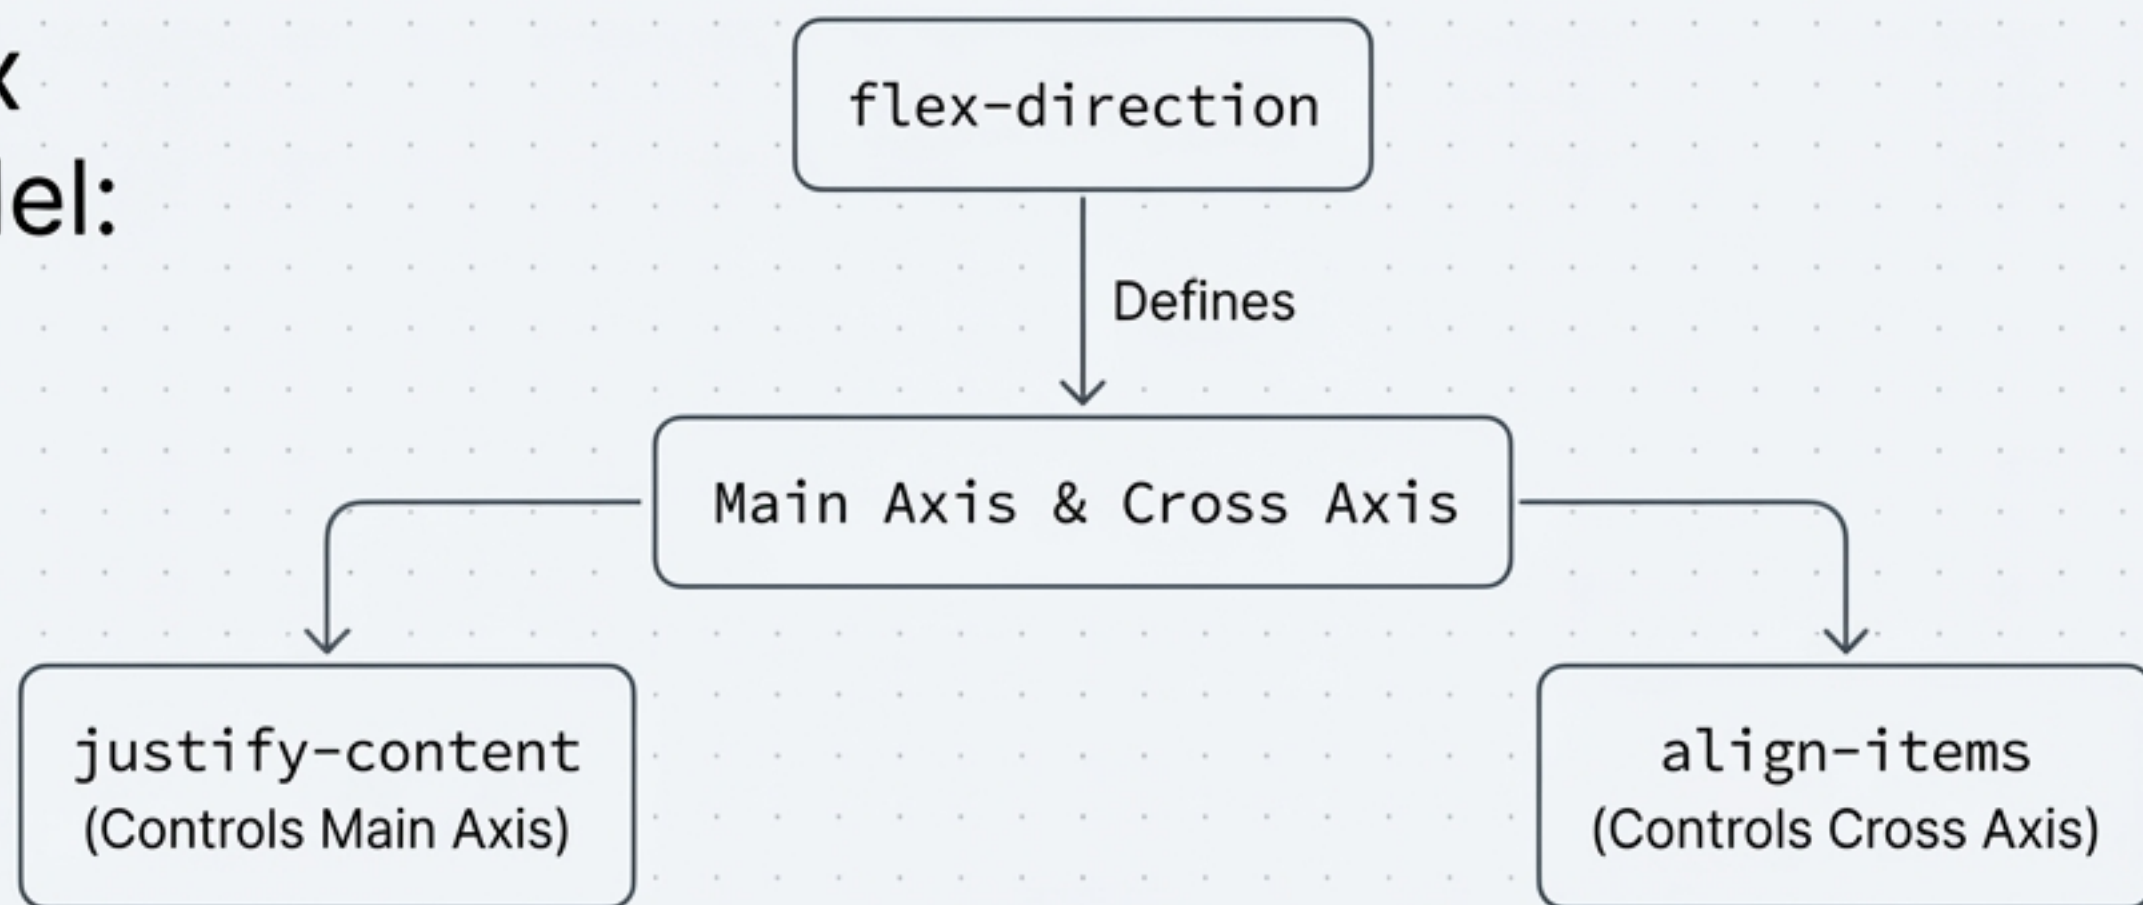 flex-direction
Defines
Main Axis & Cross Axis
justify-content
(Controls Main Axis)
align-items
(Controls Cross Axis)